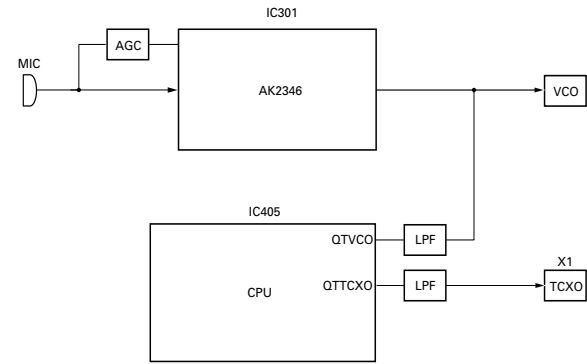 IC301
AGC
MIC
AK2346
VCO
IC405
QTVCO
LPF
X1
QTTCXO
LPF
TCXO
CPU